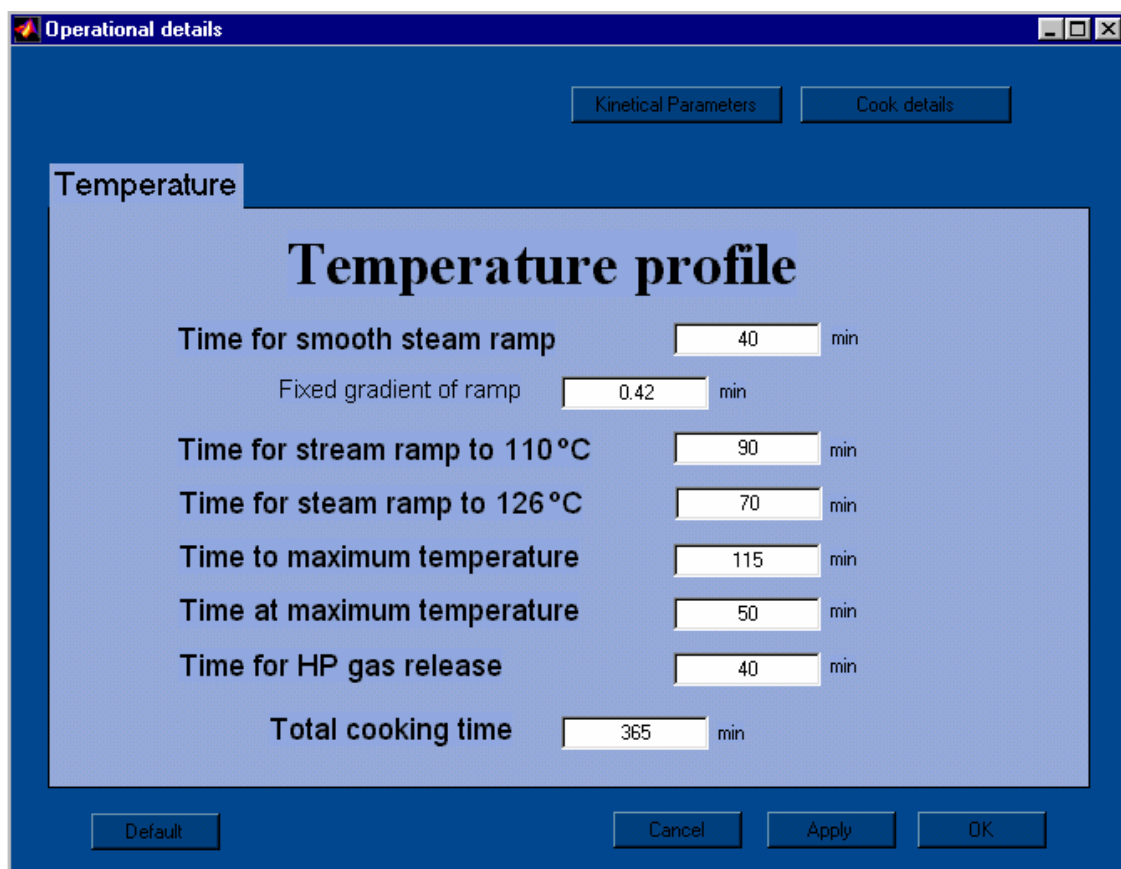 Operational details
Kinetical Parameters Cook details
Temperature
Temperature profile
Time for smooth steam ramp 40 min
Fixed gradient of ramp 0.42 min
Time for stream ramp to 110ºC 90 min
Time for steam ramp to 126ºC 70 min
Time to maximum temperature 115 min
Time at maximum temperature 50 min
Time for HP gas release 40 min
Total cooking time 365 min
Default Cancel Apply OK